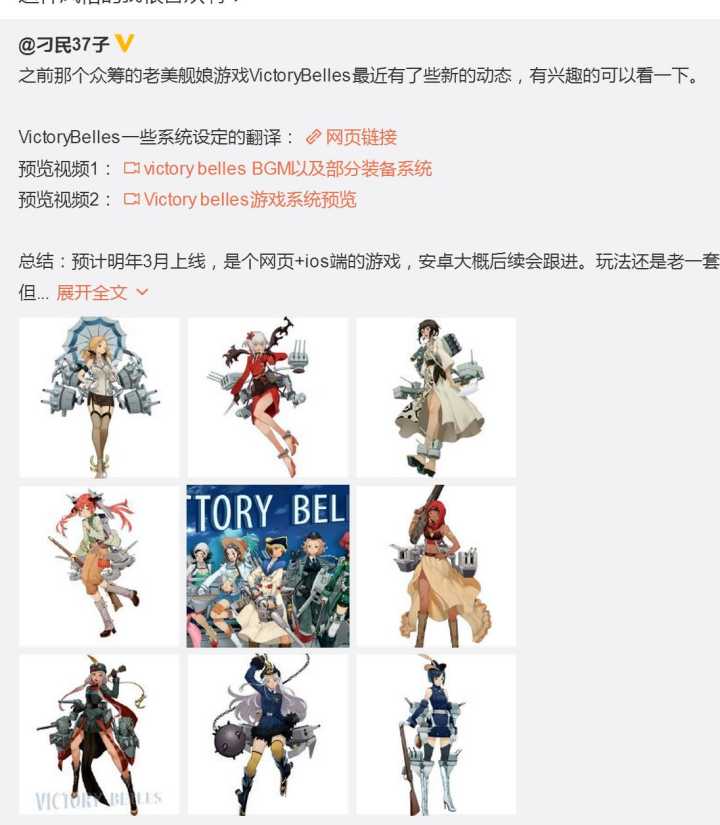 @刁民37子
之前那个众筹的老美舰娘游戏VictoryBelles最近有了些新的动态，有兴趣的可以看一下。
VictoryBelles一些系统设定的翻译： 网页链接
预览视频1： victory belles BGM以及部分装备系统
预览视频2： Victory belles游戏系统预览
总结：预计明年3月上线，是个网页+ios端的游戏，安卓大概后续会跟进。玩法还是老一套
但... 展开全文
TORY BEL
VICTORY BELLES